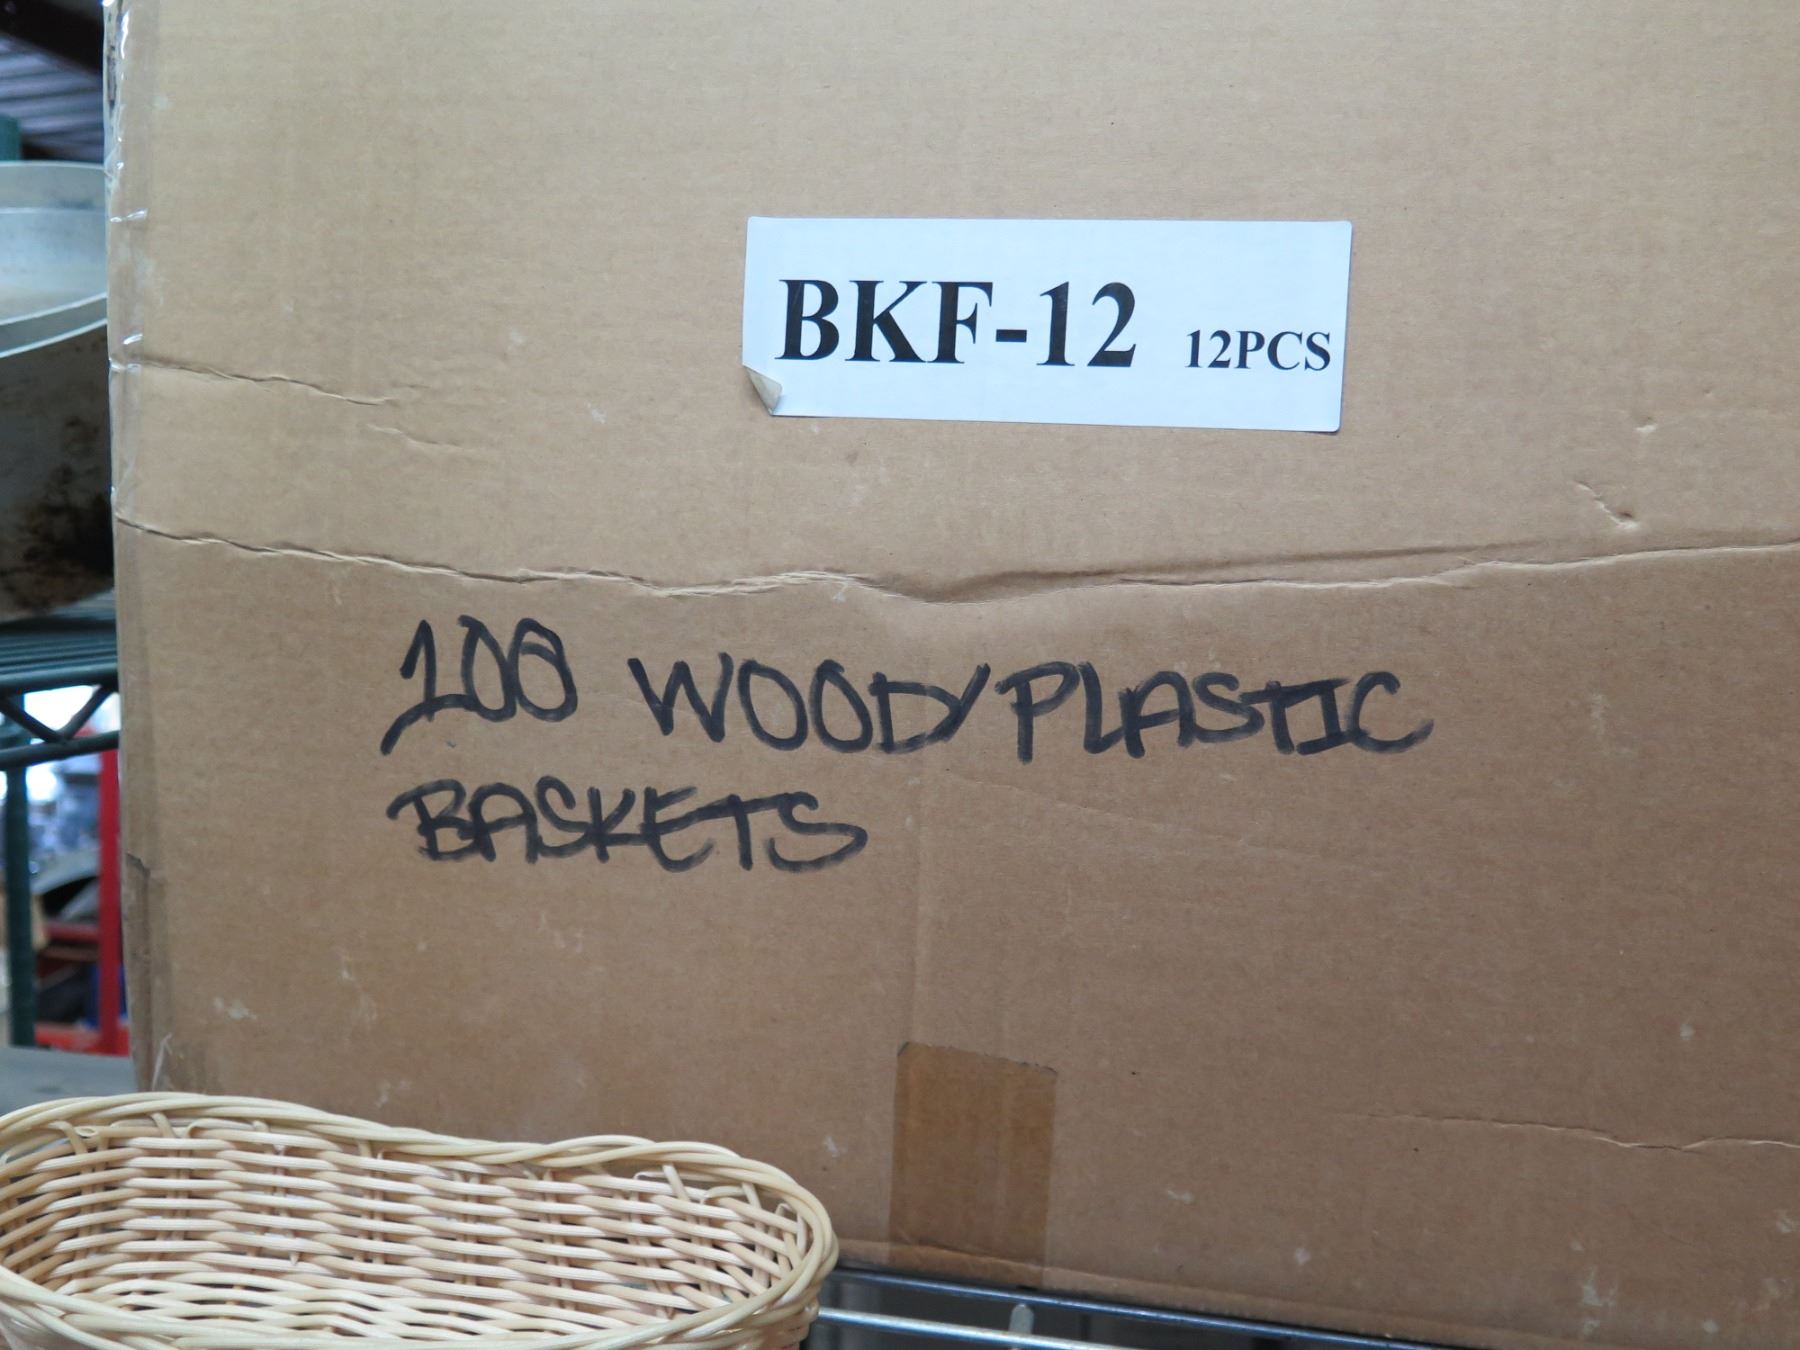 BKF-12 12PCS
100 WOOD/PLASTIC
BASKETS